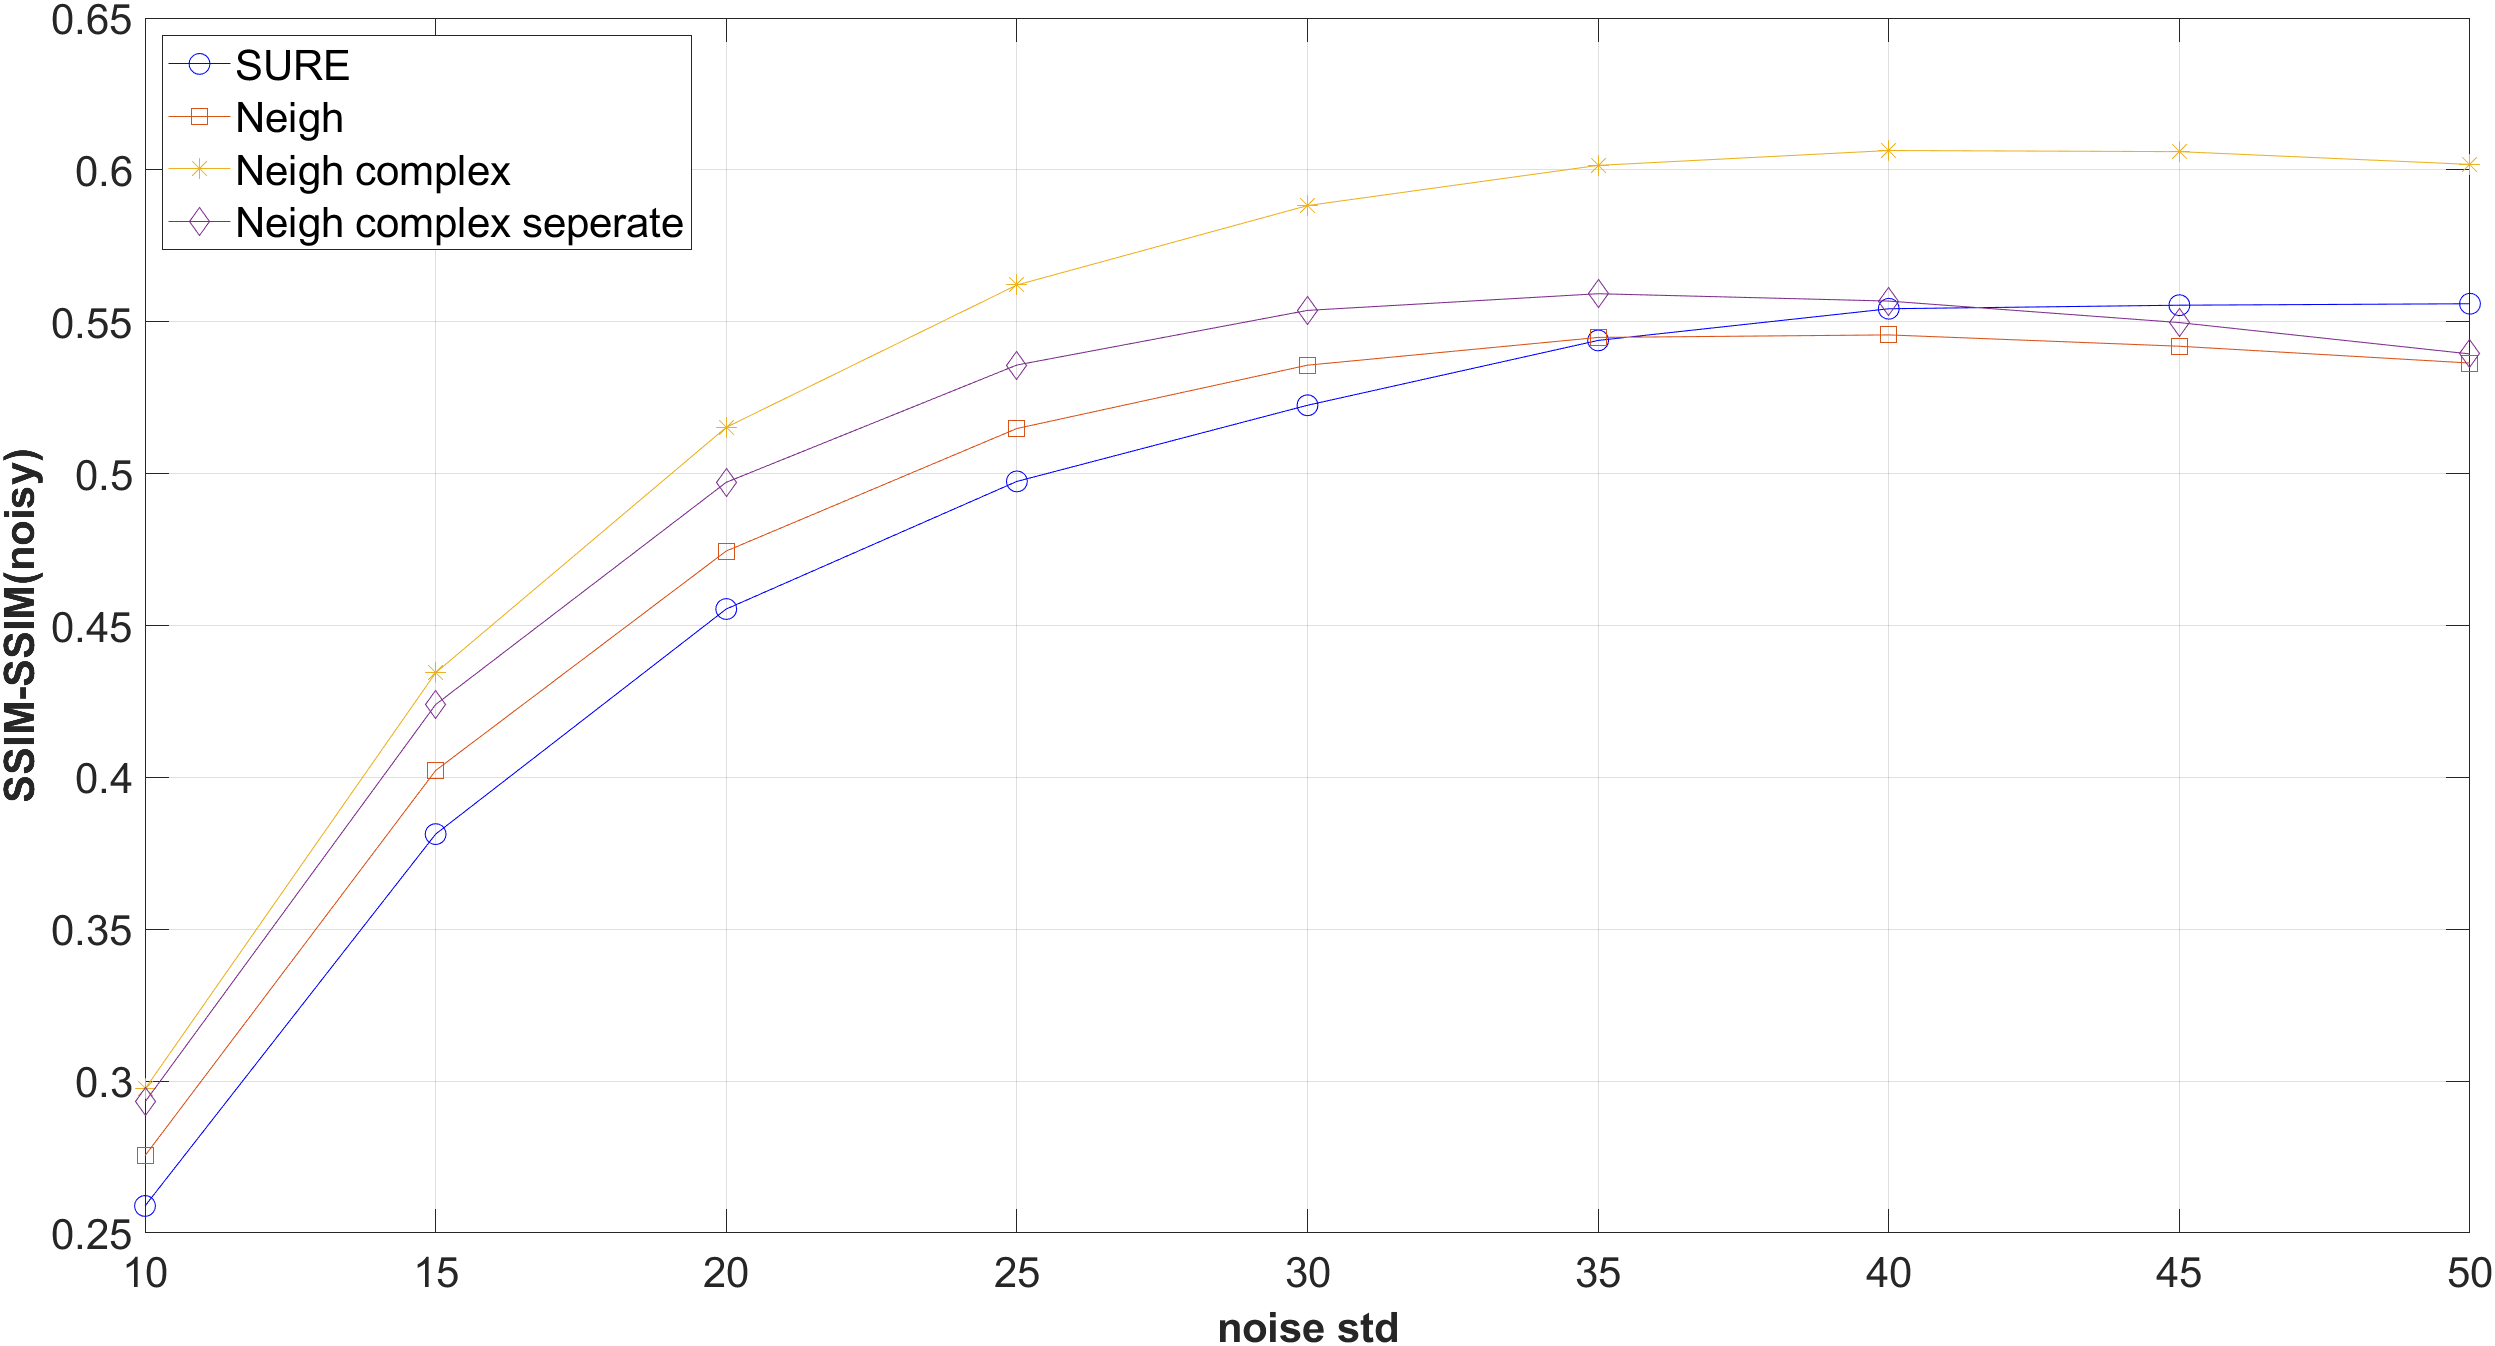 0.65
0.6
0.55
0.5
0.45
0.4
0.35
0.3
0.25
SSIM-SSIM(noisy)
SURE
Neigh
Neigh complex
Neigh complex seperate
10 15 20 25 30 35 40 45 50
noise std